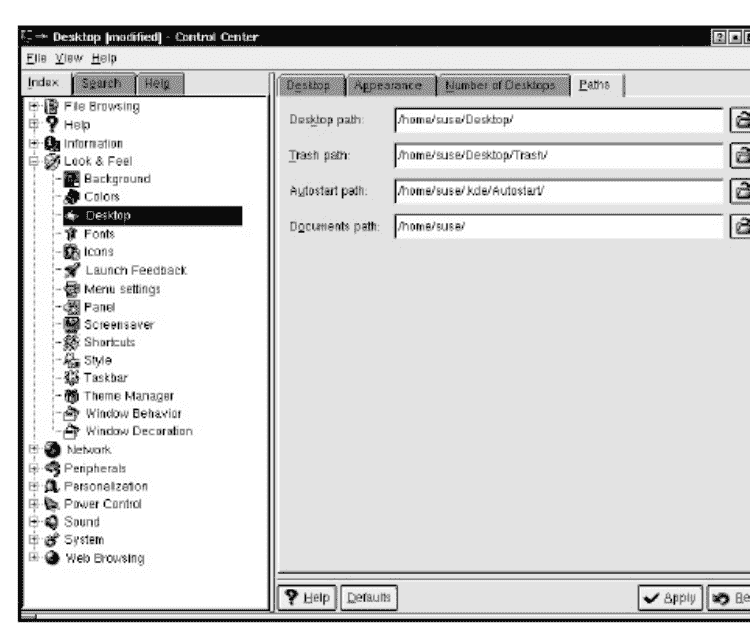 Desktop [modified] - Control Center
File View Help
Index Search Help
File Browsing
Help
Information
Look & Feel
Background
Colors
Desktop
Fonts
Icons
Launch Feedback
Menu settings
Panel
Screensaver
Shortcuts
Style
Taskbar
Theme Manager
Window Behavior
Window Decoration
Network
Peripherals
Personalization
Power Control
Sound
System
Web Browsing
Desktop Appearance Number of Desktops Paths
Desktop path: /home/suse/Desktop/
Trash path: /home/suse/Desktop/Trash/
Autostart path: /home/suse/.kde/Autostart/
Documents path: /home/suse/
Help Defaults Apply Re